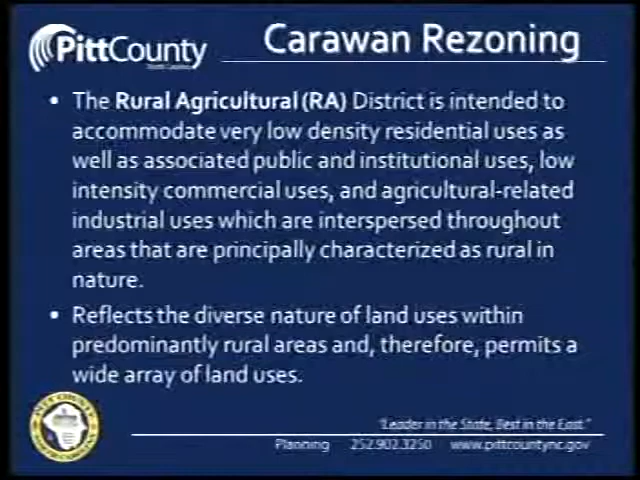 PittCounty
Carawan Rezoning
• The Rural Agricultural (RA) District is intended to
accommodate very low density residential uses as
well as associated public and institutional uses, low
intensity commercial uses, and agricultural-related
industrial uses which are interspersed throughout
areas that are principally characterized as rural in
nature.
• Reflects the diverse nature of land uses within
predominantly rural areas and, therefore, permits a
wide array of land uses.
"Leader in the State, Best in the East."
Planning 252.902.3250 www.pittcountync.gov
PITT COUNTY
NORTH CAROLINA